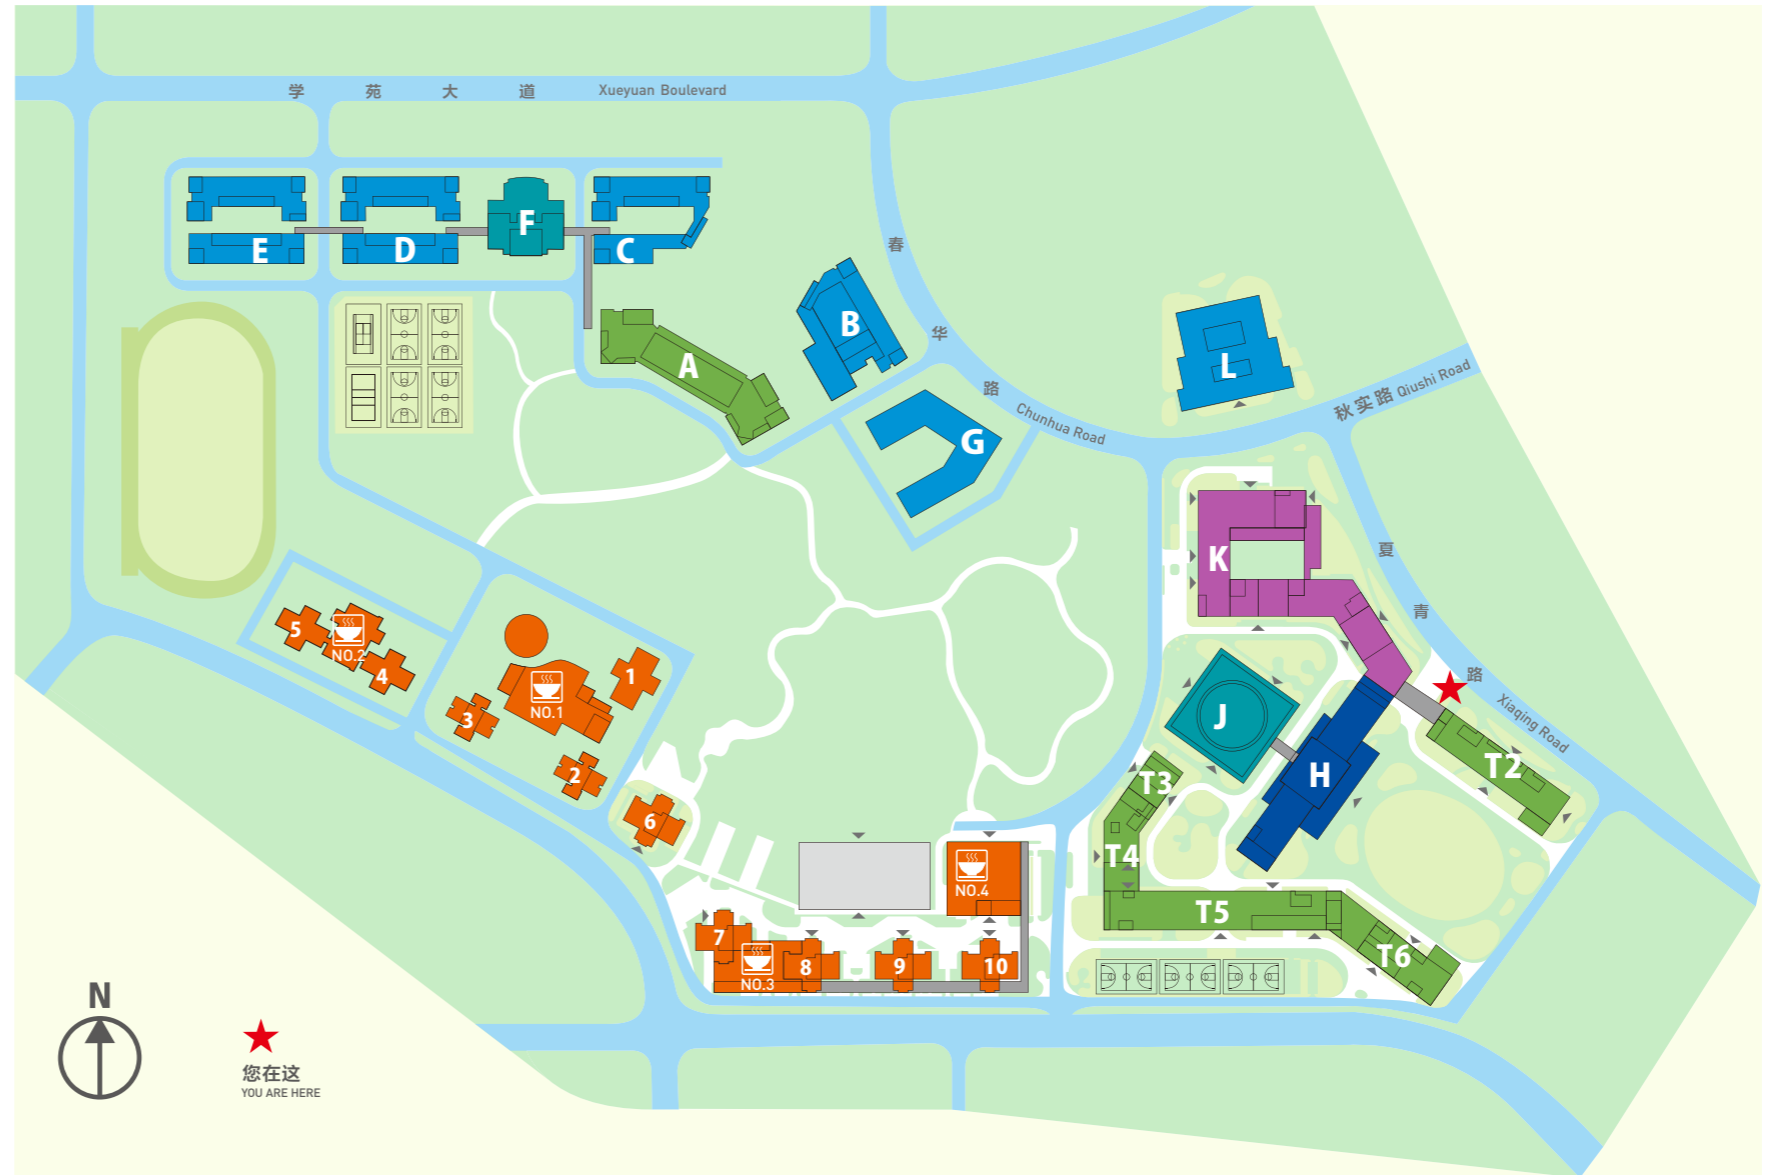 学苑大道 Xueyuan Boulevard
F
E
D
C
春华路 Chunhua Road
B
A
L
秋实路 Qiushi Road
G
K
夏青路 Xiaqing Road
5
NO.2
4
1
NO.1
3
2
J
H
T2
T3
6
T4
NO.4
T5
7
8
9
10
NO.3
T6
N
您在这
YOU ARE HERE